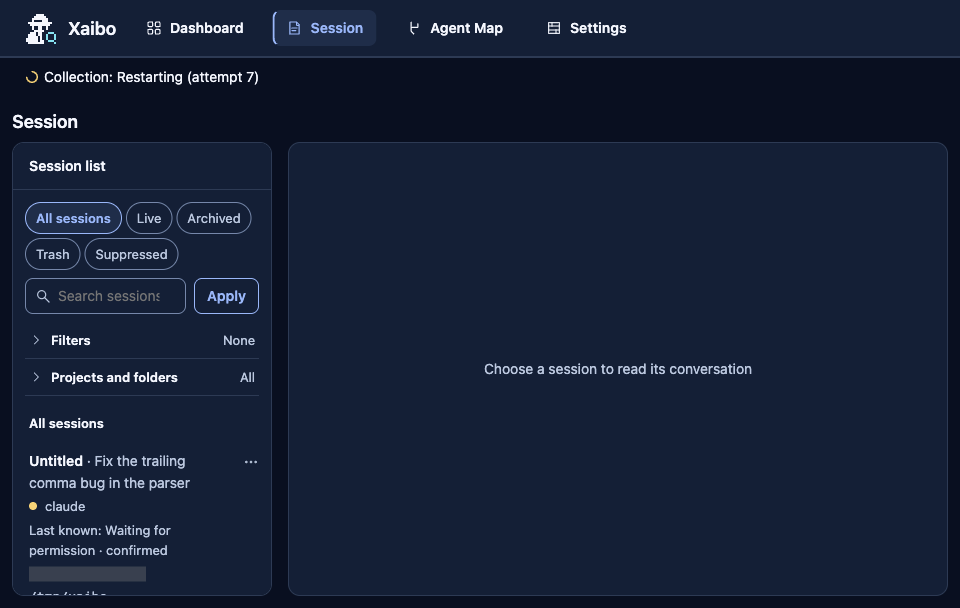 Xaibo
Dashboard
Session
Agent Map
Settings
Collection: Restarting (attempt 7)
Session
Session list
All sessions
Live
Archived
Trash
Suppressed
Search sessions
Apply
Filters
None
Projects and folders
All
All sessions
Untitled · Fix the trailing
comma bug in the parser
claude
Last known: Waiting for
permission · confirmed
Choose a session to read its conversation